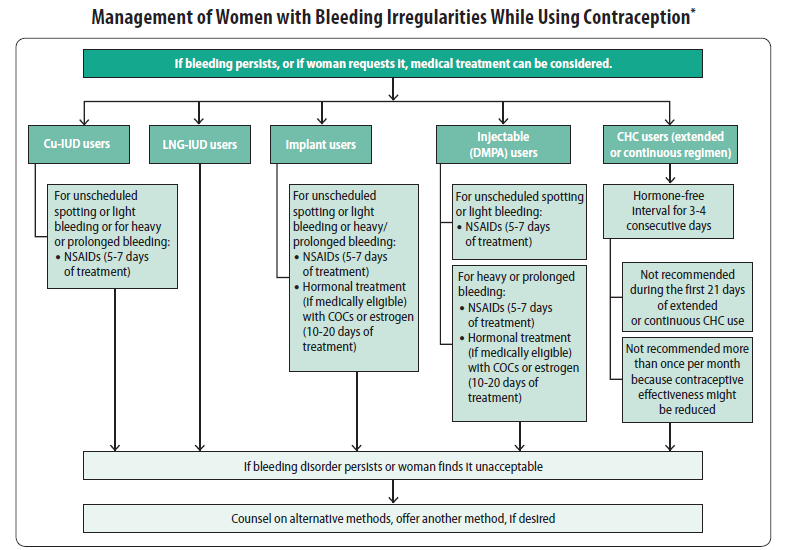 Management of Women with Bleeding Irregularities While Using Contraception*
If bleeding persists, or if woman requests it, medical treatment can be considered.
Cu-IUD users
LNG-IUD users
Implant users
Injectable
(DMPA) users
CHC users (extended
or continuous regimen)
For unscheduled
spotting or light
bleeding or for heavy
or prolonged bleeding:
• NSAIDs (5-7 days
of treatment)
For unscheduled
spotting or light
bleeding or heavy/
prolonged bleeding:
• NSAIDs (5-7 days
of treatment)
• Hormonal treatment
(if medically eligible)
with COCs or estrogen
(10-20 days of
treatment)
For unscheduled spotting
or light bleeding:
• NSAIDs (5-7 days
of treatment)
For heavy or prolonged
bleeding:
• NSAIDs (5-7 days
of treatment)
• Hormonal treatment
(if medically eligible)
with COCs or estrogen
(10-20 days of
treatment)
Hormone-free
interval for 3-4
consecutive days
Not recommended
during the first 21 days
of extended
or continuous CHC use
Not recommended more
than once per month
because contraceptive
effectiveness might
be reduced
If bleeding disorder persists or woman finds it unacceptable
Counsel on alternative methods, offer another method, if desired